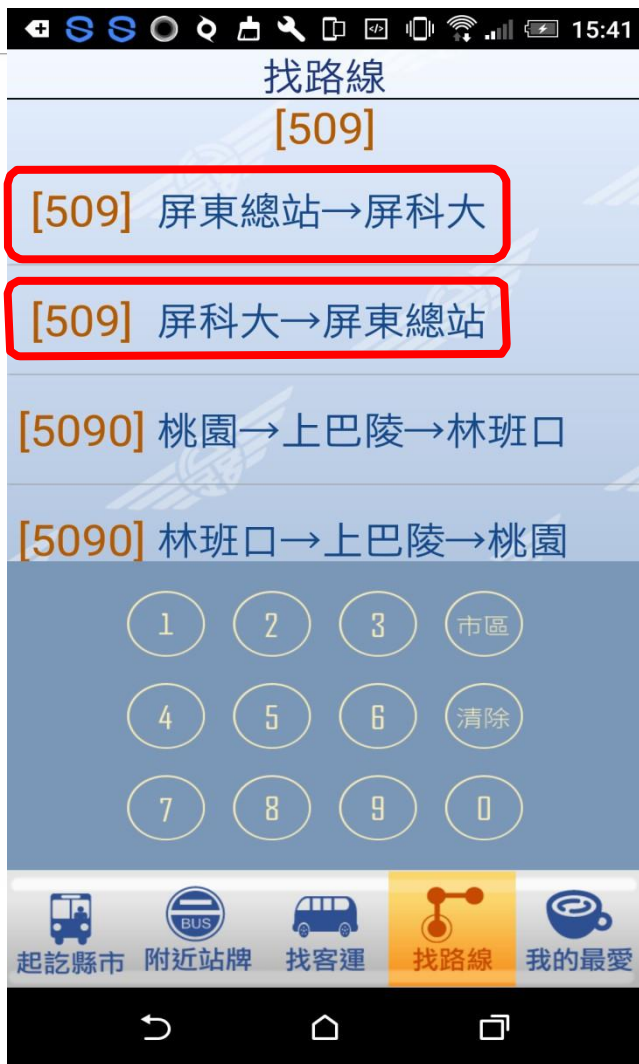 15:41
找路線
[509]
[509] 屏東總站→屏科大
[509] 屏科大→屏東總站
[5090] 桃園→上巴陵→林班口
[5090] 林班口→上巴陵→桃園
1 2 3 市區
4 5 6 清除
7 8 9 0
BUS
起訖縣市 附近站牌 找客運 找路線 我的最愛